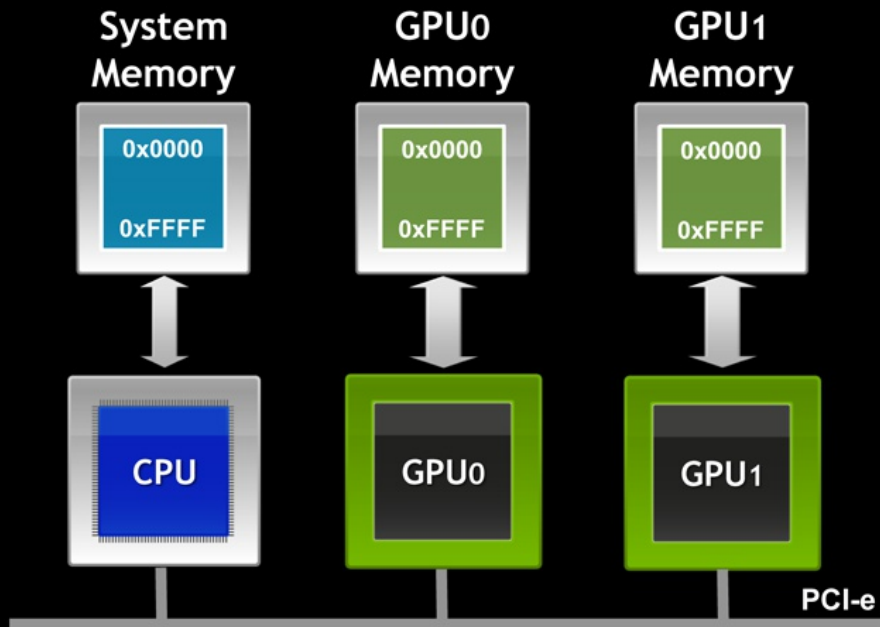 System
Memory
GPU0
Memory
GPU1
Memory
0x0000
0xFFFF
0x0000
0xFFFF
0x0000
0xFFFF
CPU
GPU0
GPU1
PCI-e